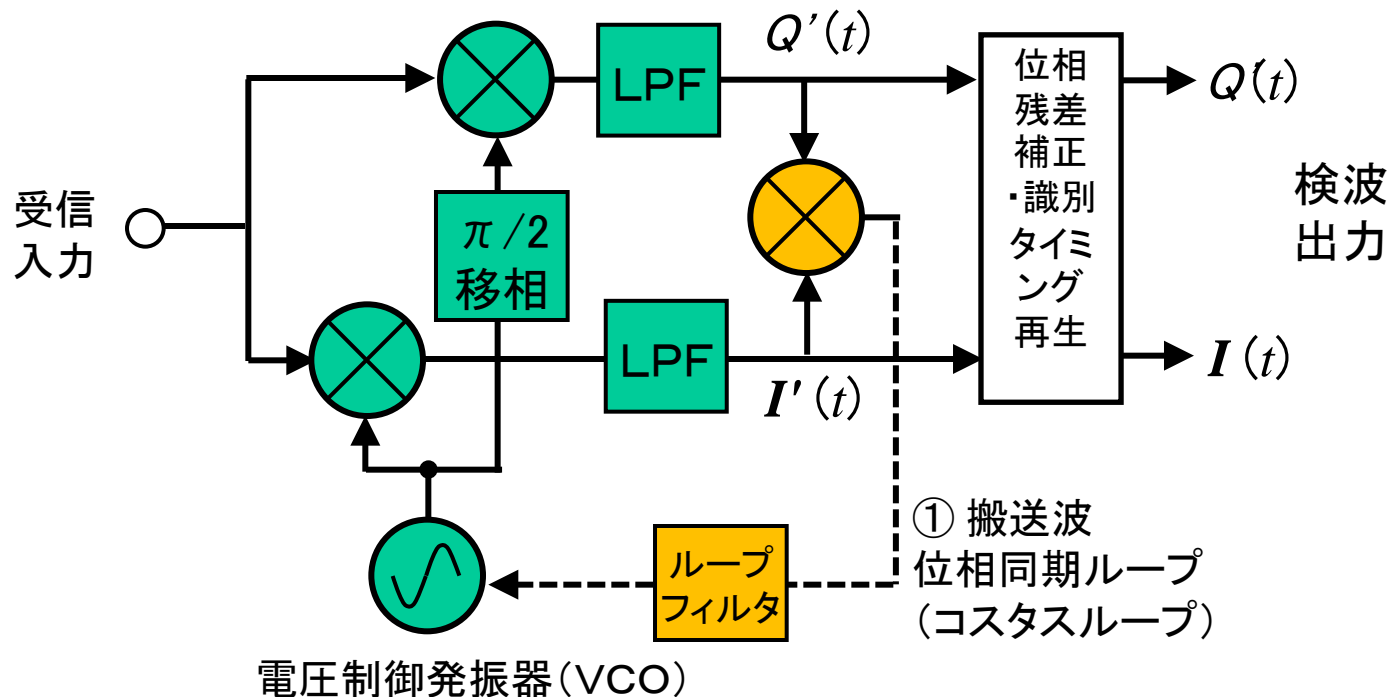 Q'(t)
LPF
位相
残差
補正
・識別
タイミ
ング
再生
Q'(t)
受信
入力
π/2
移相
検波
出力
LPF
I'(t)
I(t)
① 搬送波
位相同期ループ
(コスタスループ)
ループ
フィルタ
電圧制御発振器(VCO)